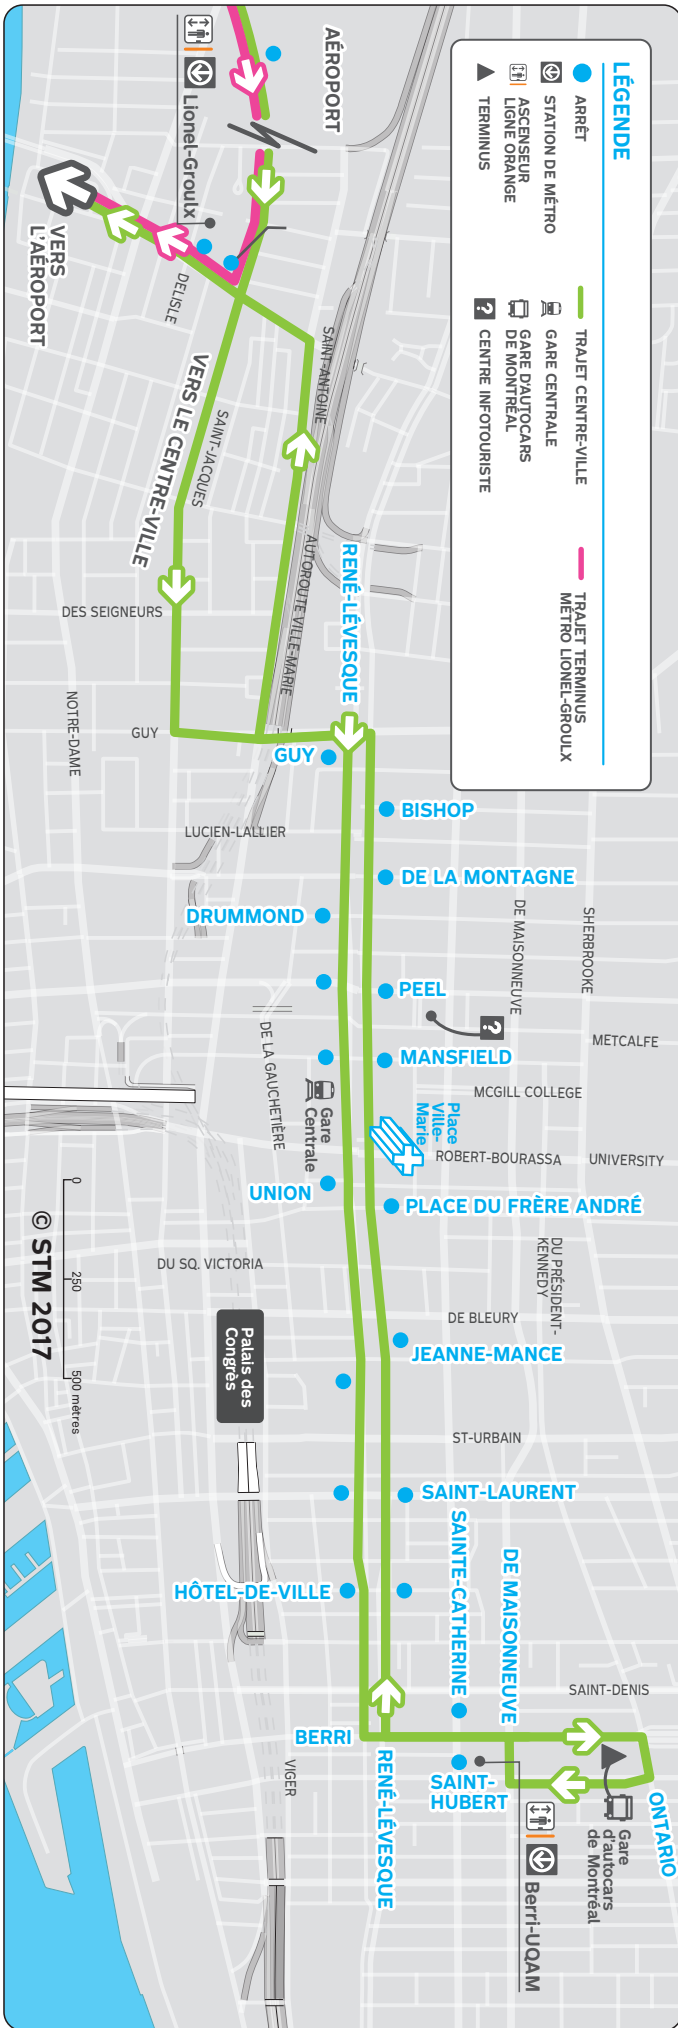 LÉGENDE
ARRÊT
STATION DE MÉTRO
ASCENSEUR
LIGNE ORANGE
TERMINUS
TRAJET CENTRE-VILLE
GARE CENTRALE
GARE D'AUTOCARS
DE MONTRÉAL
?
CENTRE INFOTOURISTE
TRAJET TERMINUS
MÉTRO LIONEL-GROULX
AÉROPORT
Lionel-Groulx
VERS
L'AÉROPORT
DELISLE
VERS LE CENTRE-VILLE
SAINT-JACQUES
SAINT-ANTOINE
AUTOROUTE VILLE-MARIE
RENÉ-LÉVESQUE
DES SEIGNEURS
NOTRE-DAME
GUY
GUY
BISHOP
LUCIEN-LALLIER
DE LA MONTAGNE
DRUMMOND
DE MAISONNEUVE
SHERBROOKE
PEEL
?
METCALFE
MANSFIELD
DE LA GAUCHETIÈRE
Gare
Centrale
MCGILL COLLEGE
Place
Ville-
Marie
ROBERT-BOURASSA
UNIVERSITY
UNION
PLACE DU FRÈRE ANDRÉ
DU SQ. VICTORIA
DU PRÉSIDENT-
KENNEDY
0
250
500 mètres
© STM 2017
DE BLEURY
JEANNE-MANCE
Palais des
Congrès
ST-URBAIN
SAINT-LAURENT
SAINTE-CATHERINE
DE MAISONNEUVE
HÔTEL-DE-VILLE
SAINT-DENIS
BERRI
RENÉ-LÉVESQUE
VIGER
SAINT-
HUBERT
ONTARIO
Gare
d'autocars
de Montréal
Berri-UQAM